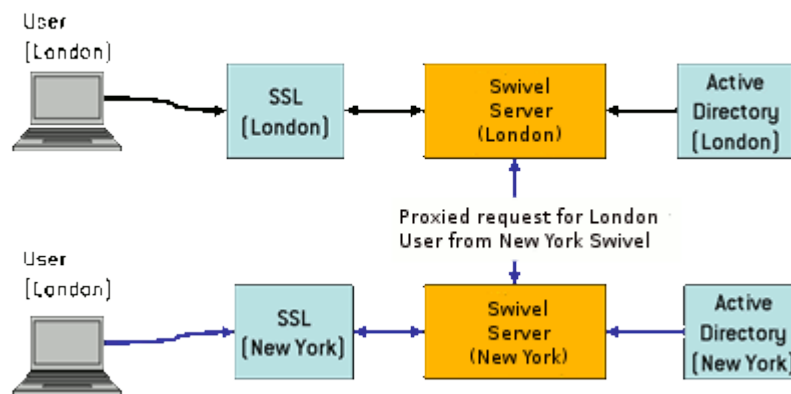 User
(London)
SSL
(London)
Swivel
Server
(London)
Active
Directory
(London)
Proxied request for London
User from New York Swivel
User
(London)
SSL
(New York)
Swivel
Server
(New York)
Active
Directory
(New York)